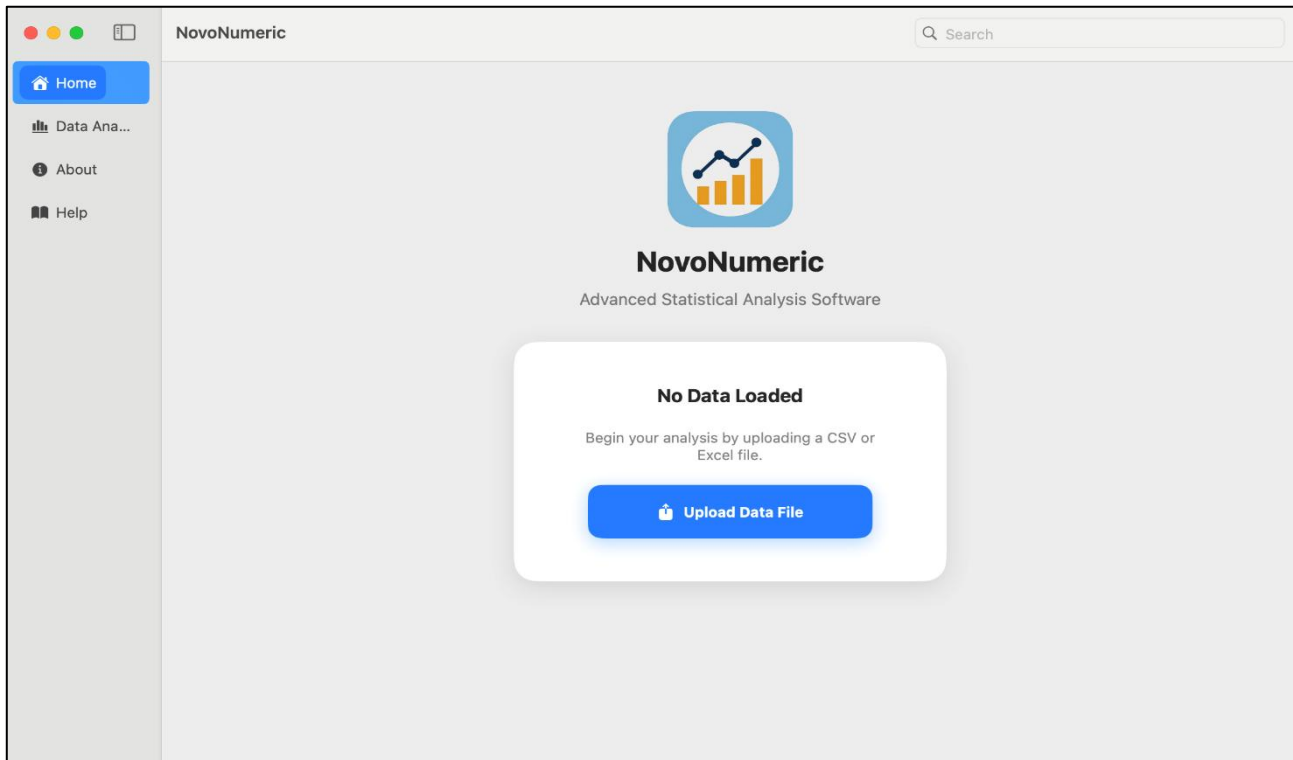 NovoNumeric
Search
Home
Data Ana...
About
Help
NovoNumeric
Advanced Statistical Analysis Software
No Data Loaded
Begin your analysis by uploading a CSV or
Excel file.
Upload Data File